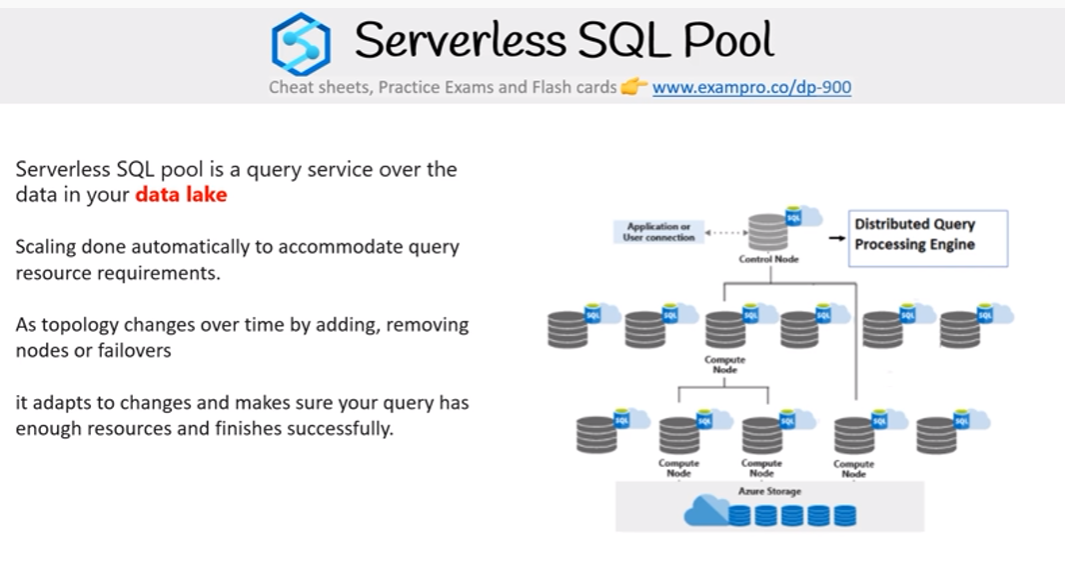 Serverless SQL Pool
Cheat sheets, Practice Exams and Flash cards 👉 www.exampro.co/dp-900
Serverless SQL pool is a query service over the
data in your data lake
Scaling done automatically to accommodate query
resource requirements.
As topology changes over time by adding, removing
nodes or failovers
it adapts to changes and makes sure your query has
enough resources and finishes successfully.
Application or
User connection
SQL
Control Node
Distributed Query
Processing Engine
SQL
SQL
SQL
SQL
SQL
SQL
Compute
Node
SQL
SQL
SQL
SQL
SQL
Compute
Node
Compute
Node
Compute
Node
Azure Storage